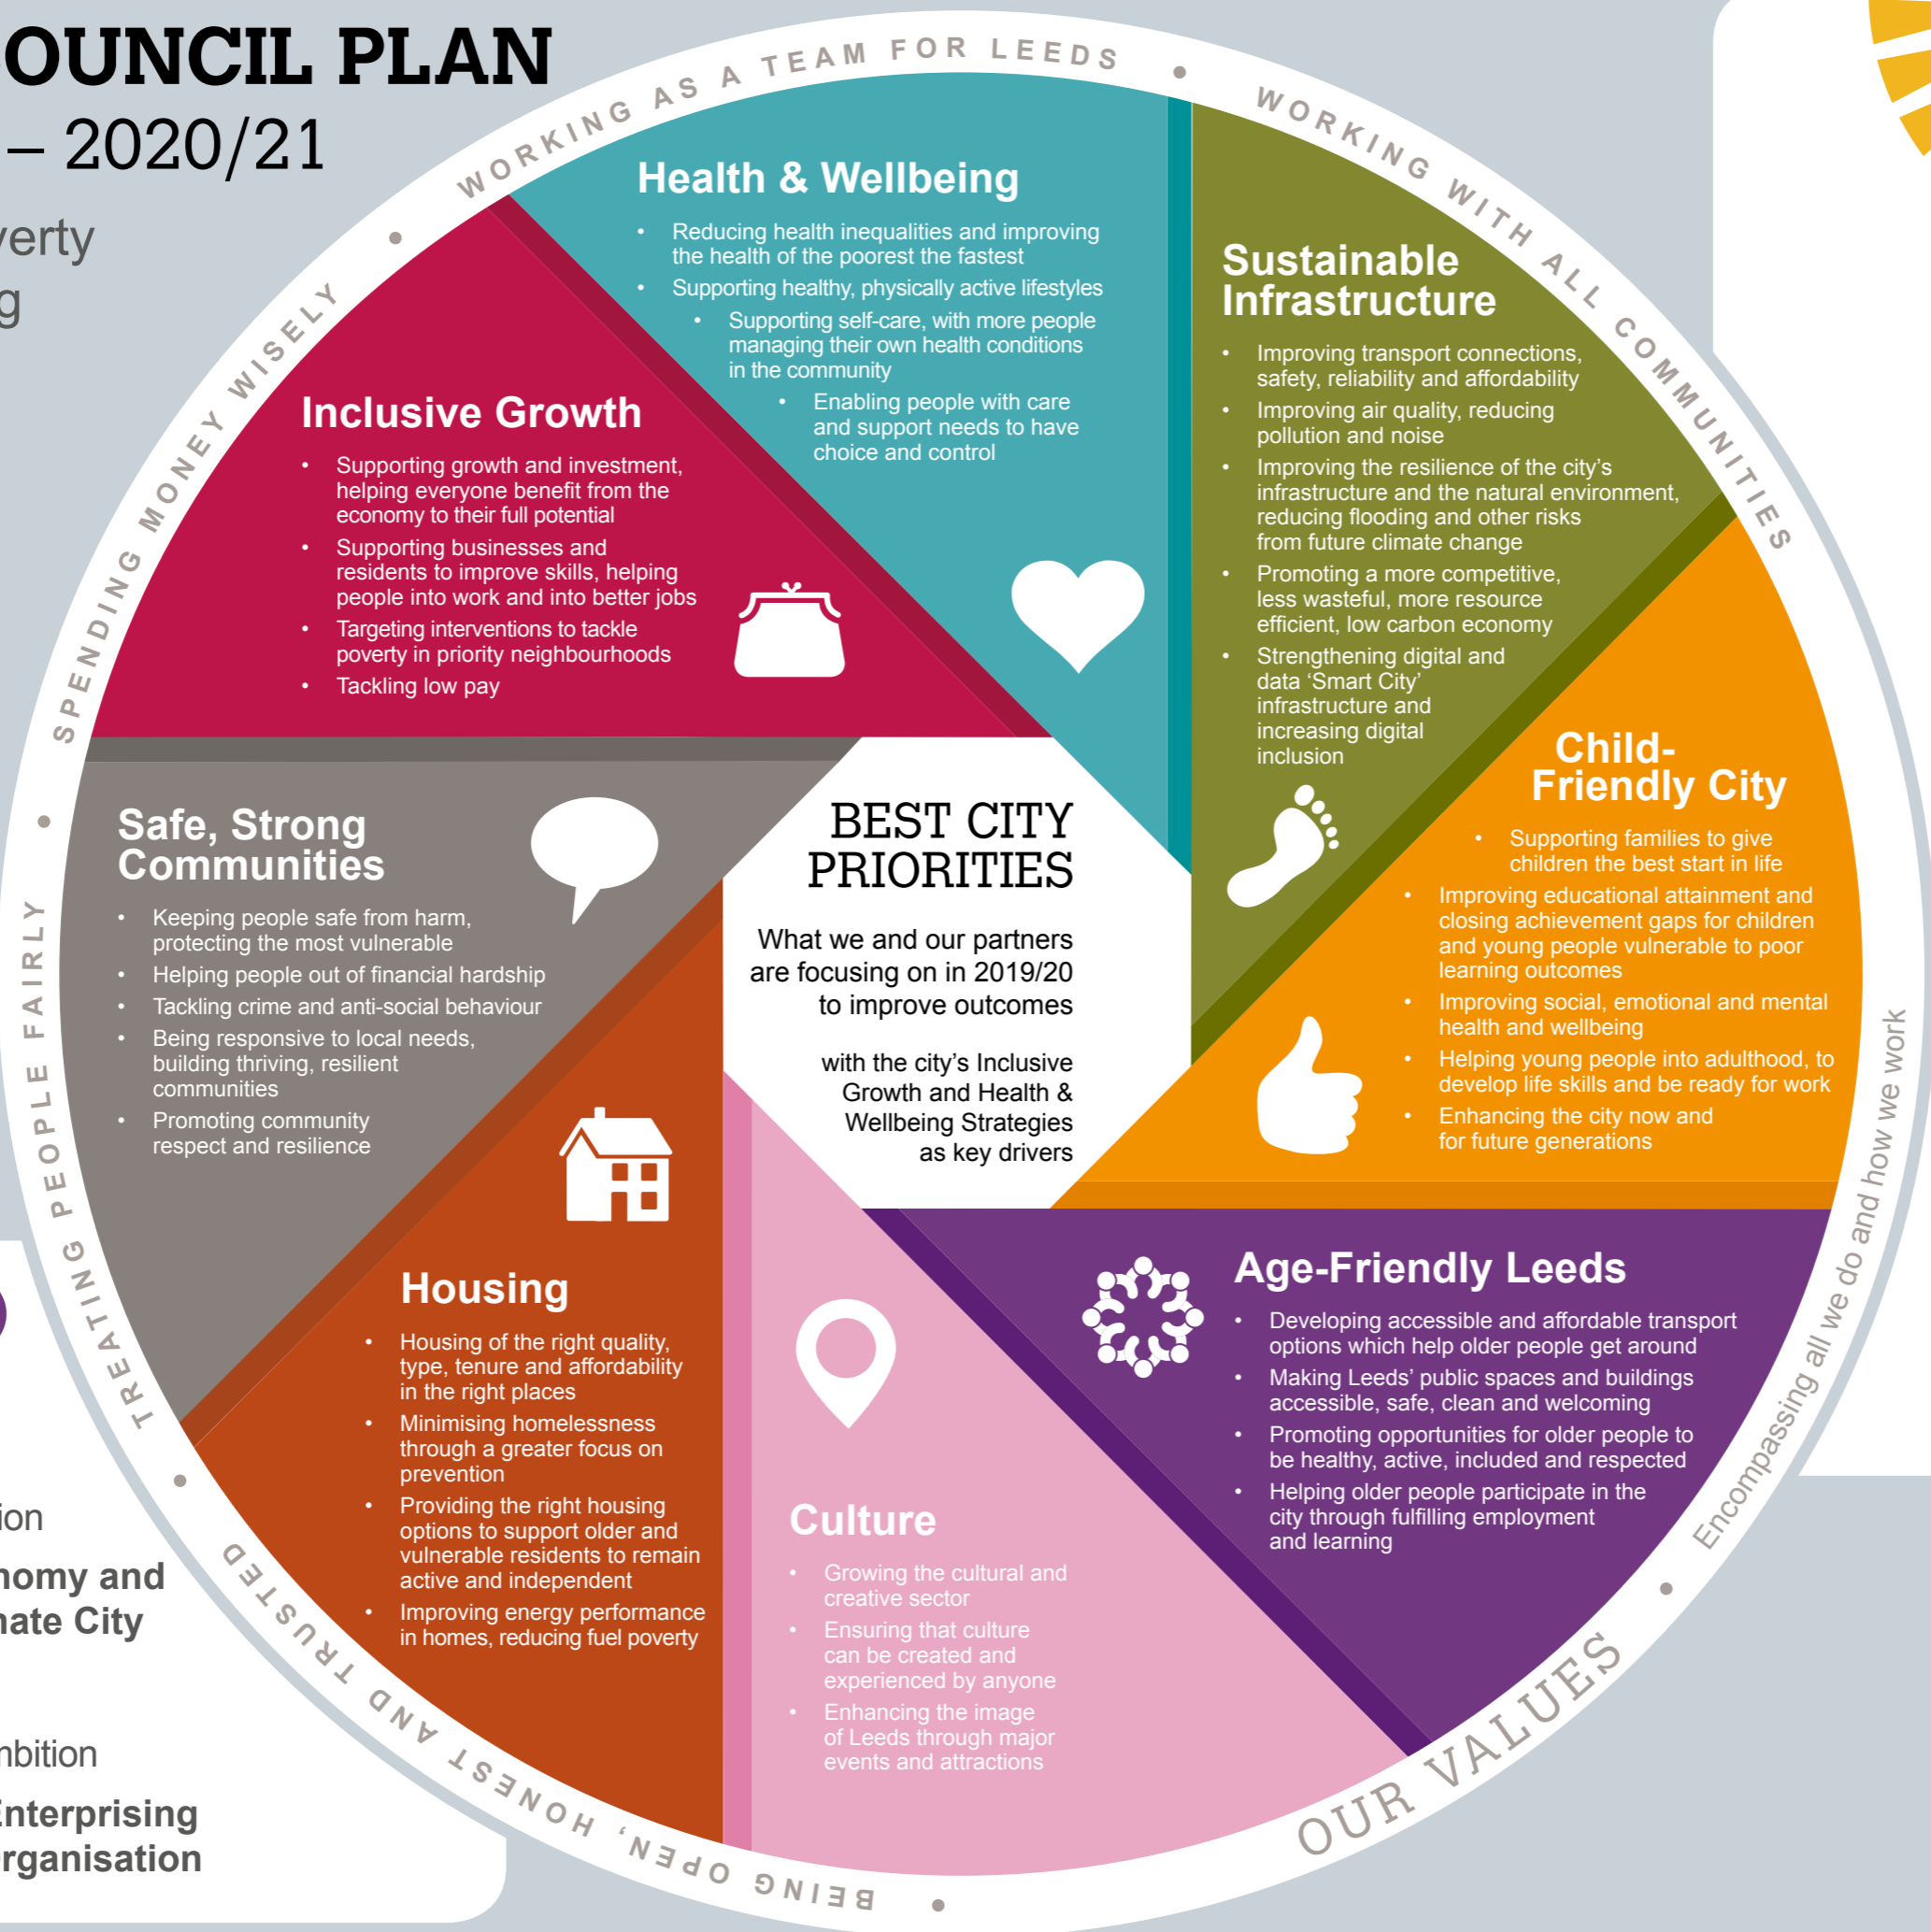 COUNCIL PLAN
– 2020/21
WORKING AS A TEAM FOR LEEDS
•
WORKING WITH ALL COMMUNITIES
SPENDING MONEY WISELY
•
TREATING PEOPLE FAIRLY
•
BEING OPEN, HONEST AND TRUSTED
•
OUR VALUES
•
Encompassing all we do and how we work
•
Health & Wellbeing
• Reducing health inequalities and improving
the health of the poorest the fastest
• Supporting healthy, physically active lifestyles
• Supporting self-care, with more people
managing their own health conditions
in the community
• Enabling people with care
and support needs to have
choice and control
Sustainable
Infrastructure
• Improving transport connections,
safety, reliability and affordability
• Improving air quality, reducing
pollution and noise
• Improving the resilience of the city's
infrastructure and the natural environment,
reducing flooding and other risks
from future climate change
• Promoting a more competitive,
less wasteful, more resource
efficient, low carbon economy
• Strengthening digital and
data ‘Smart City’
infrastructure and
increasing digital
inclusion
Inclusive Growth
• Supporting growth and investment,
helping everyone benefit from the
economy to their full potential
• Supporting businesses and
residents to improve skills, helping
people into work and into better jobs
• Targeting interventions to tackle
poverty in priority neighbourhoods
• Tackling low pay
Child-
Friendly City
• Supporting families to give
children the best start in life
• Improving educational attainment and
closing achievement gaps for children
and young people vulnerable to poor
learning outcomes
• Improving social, emotional and mental
health and wellbeing
• Helping young people into adulthood, to
develop life skills and be ready for work
• Enhancing the city now and
for future generations
Safe, Strong
Communities
• Keeping people safe from harm,
protecting the most vulnerable
• Helping people out of financial hardship
• Tackling crime and anti-social behaviour
• Being responsive to local needs,
building thriving, resilient
communities
• Promoting community
respect and resilience
BEST CITY
PRIORITIES
What we and our partners
are focusing on in 2019/20
to improve outcomes
with the city's Inclusive
Growth and Health &
Wellbeing Strategies
as key drivers
Housing
• Housing of the right quality,
type, tenure and affordability
in the right places
• Minimising homelessness
through a greater focus on
prevention
• Providing the right housing
options to support older and
vulnerable residents to remain
active and independent
• Improving energy performance
in homes, reducing fuel poverty
Culture
• Growing the cultural and
creative sector
• Ensuring that culture
can be created and
experienced by anyone
• Enhancing the image
of Leeds through major
events and attractions
Age-Friendly Leeds
• Developing accessible and affordable transport
options which help older people get around
• Making Leeds' public spaces and buildings
accessible, safe, clean and welcoming
• Promoting opportunities for older people to
be healthy, active, included and respected
• Helping older people participate in the
city through fulfilling employment
and learning
and
City
Enterprising